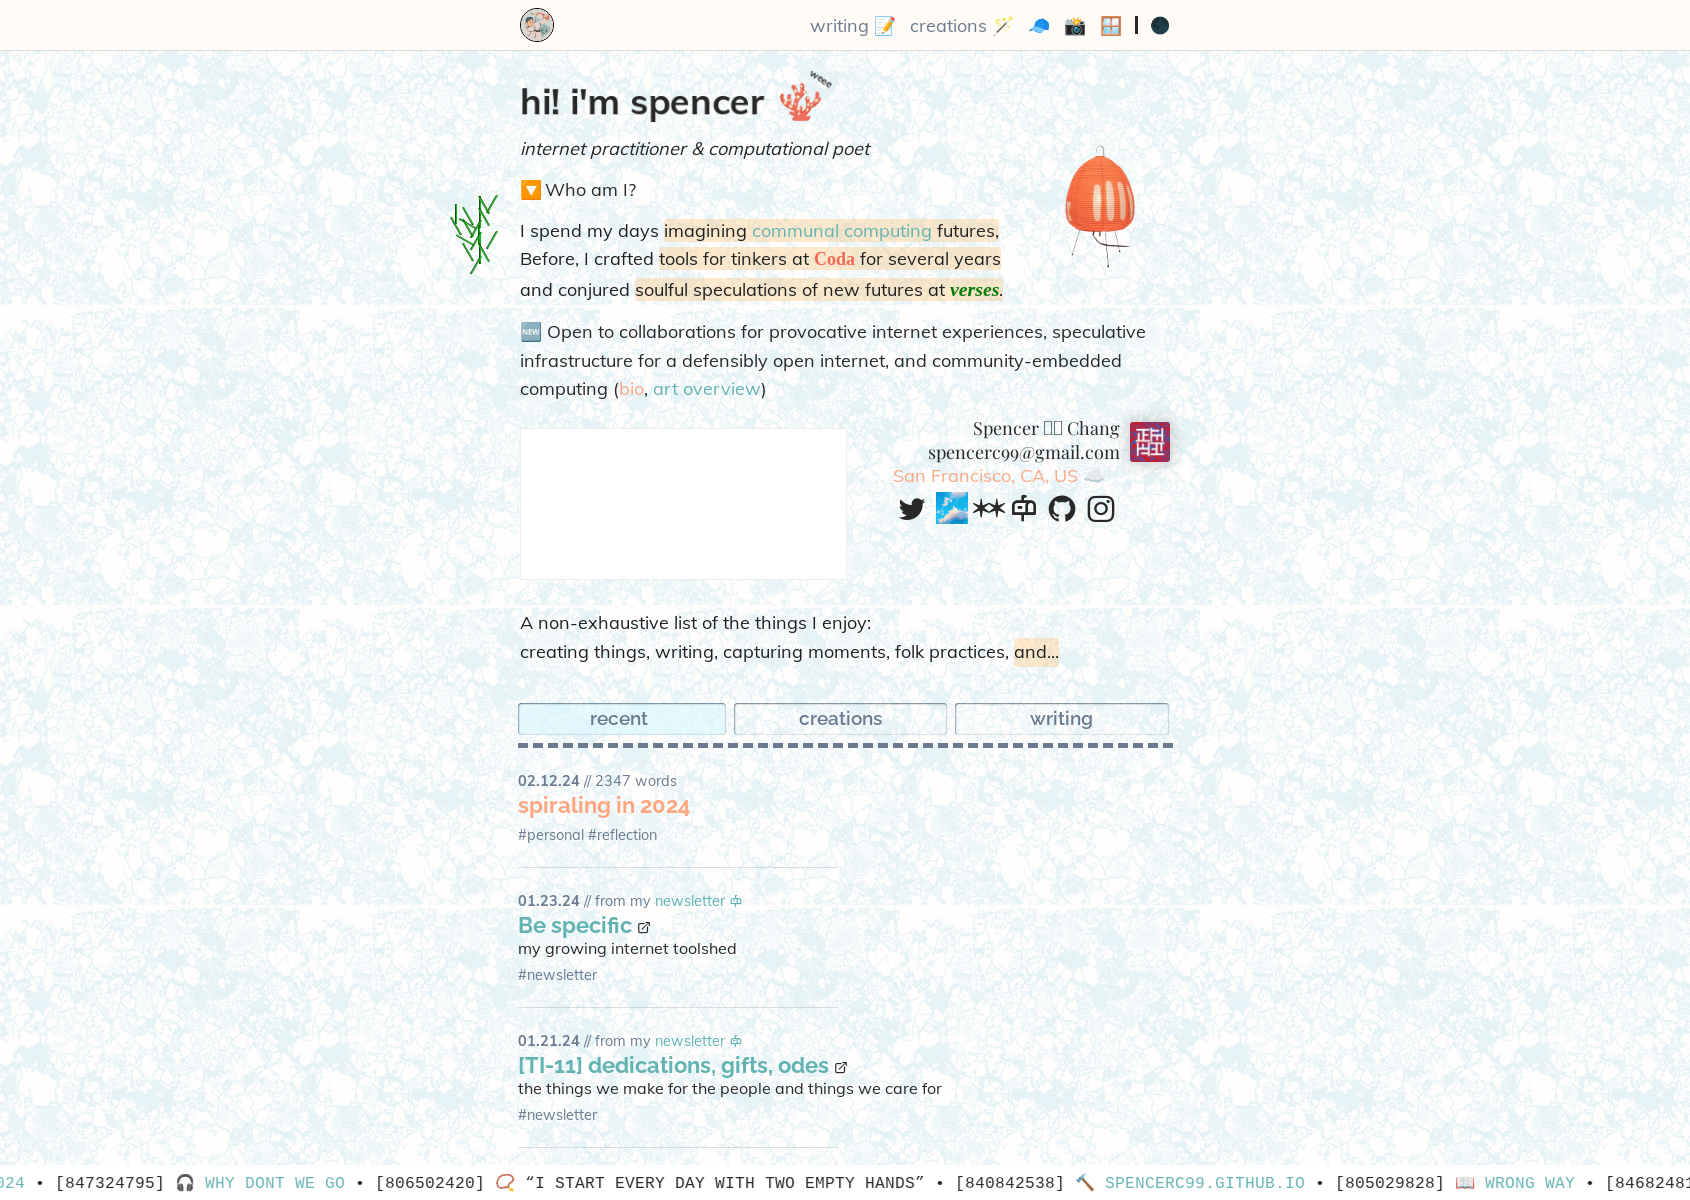 writing 📝 creations 🪄 🧢 📸 🪟 🌑
hi! i'm spencer
weee
internet practitioner & computational poet
🔽 Who am I?
I spend my days imagining communal computing futures,
Before, I crafted tools for tinkers at Coda for several years
and conjured soulful speculations of new futures at verses.
🆕 Open to collaborations for provocative internet experiences, speculative
infrastructure for a defensibly open internet, and community-embedded
computing (bio, art overview)
Spencer Chang
spencerc99@gmail.com
San Francisco, CA, US ☁️
A non-exhaustive list of the things I enjoy:
creating things, writing, capturing moments, folk practices, and...
recent
creations
writing
02.12.24 // 2347 words
spiraling in 2024
#personal #reflection
01.23.24 // from my newsletter
Be specific
my growing internet toolshed
#newsletter
01.21.24 // from my newsletter
[TI-11] dedications, gifts, odes
the things we make for the people and things we care for
#newsletter
024 • [847324795] 🎧 WHY DONT WE GO • [806502420] 📿 “I START EVERY DAY WITH TWO EMPTY HANDS” • [840842538] 🔨 SPENCERC99.GITHUB.IO • [805029828] 📖 WRONG WAY • [84682481